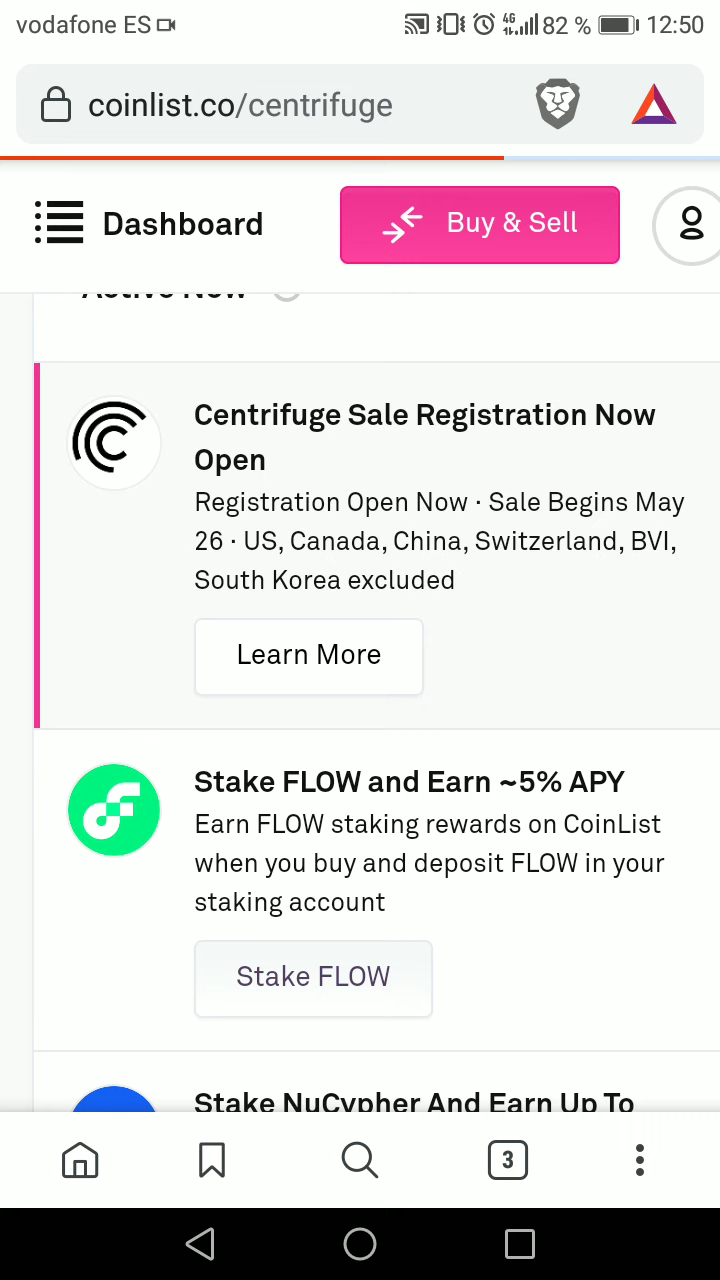 vodafone ES 4G 82 % 12:50
coinlist.co/centrifuge
Dashboard Buy & Sell
Active Now
Centrifuge Sale Registration Now
Open
Registration Open Now · Sale Begins May
26 · US, Canada, China, Switzerland, BVI,
South Korea excluded
Learn More
Stake FLOW and Earn ~5% APY
Earn FLOW staking rewards on CoinList
when you buy and deposit FLOW in your
staking account
Stake FLOW
Stake NuCypher And Earn Up To
3